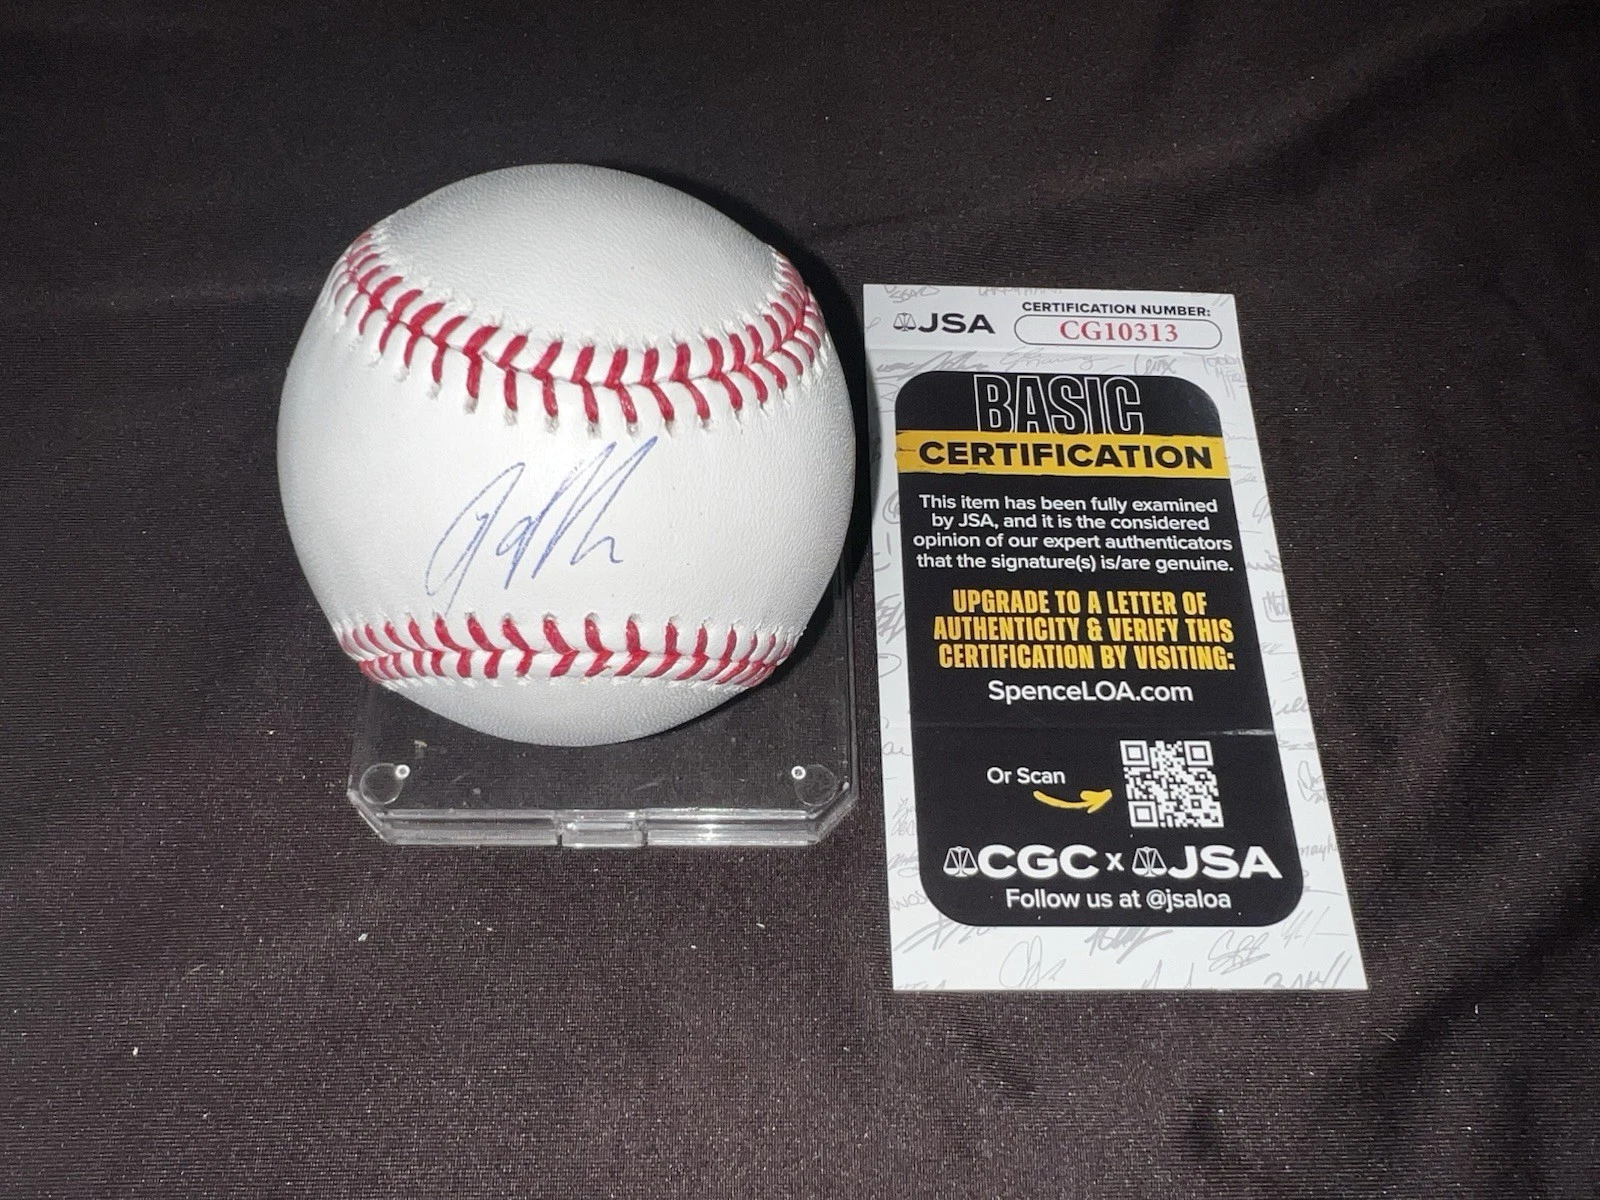 JSA
CERTIFICATION NUMBER:
CG10313
BASIC
CERTIFICATION
This item has been fully examined
by JSA, and it is the considered
opinion of our expert authenticators
that the signature(s) is/are genuine.
UPGRADE TO A LETTER OF
AUTHENTICITY & VERIFY THIS
CERTIFICATION BY VISITING:
SpenceLOA.com
Or Scan
CGC x JSA
Follow us at @jsaloa